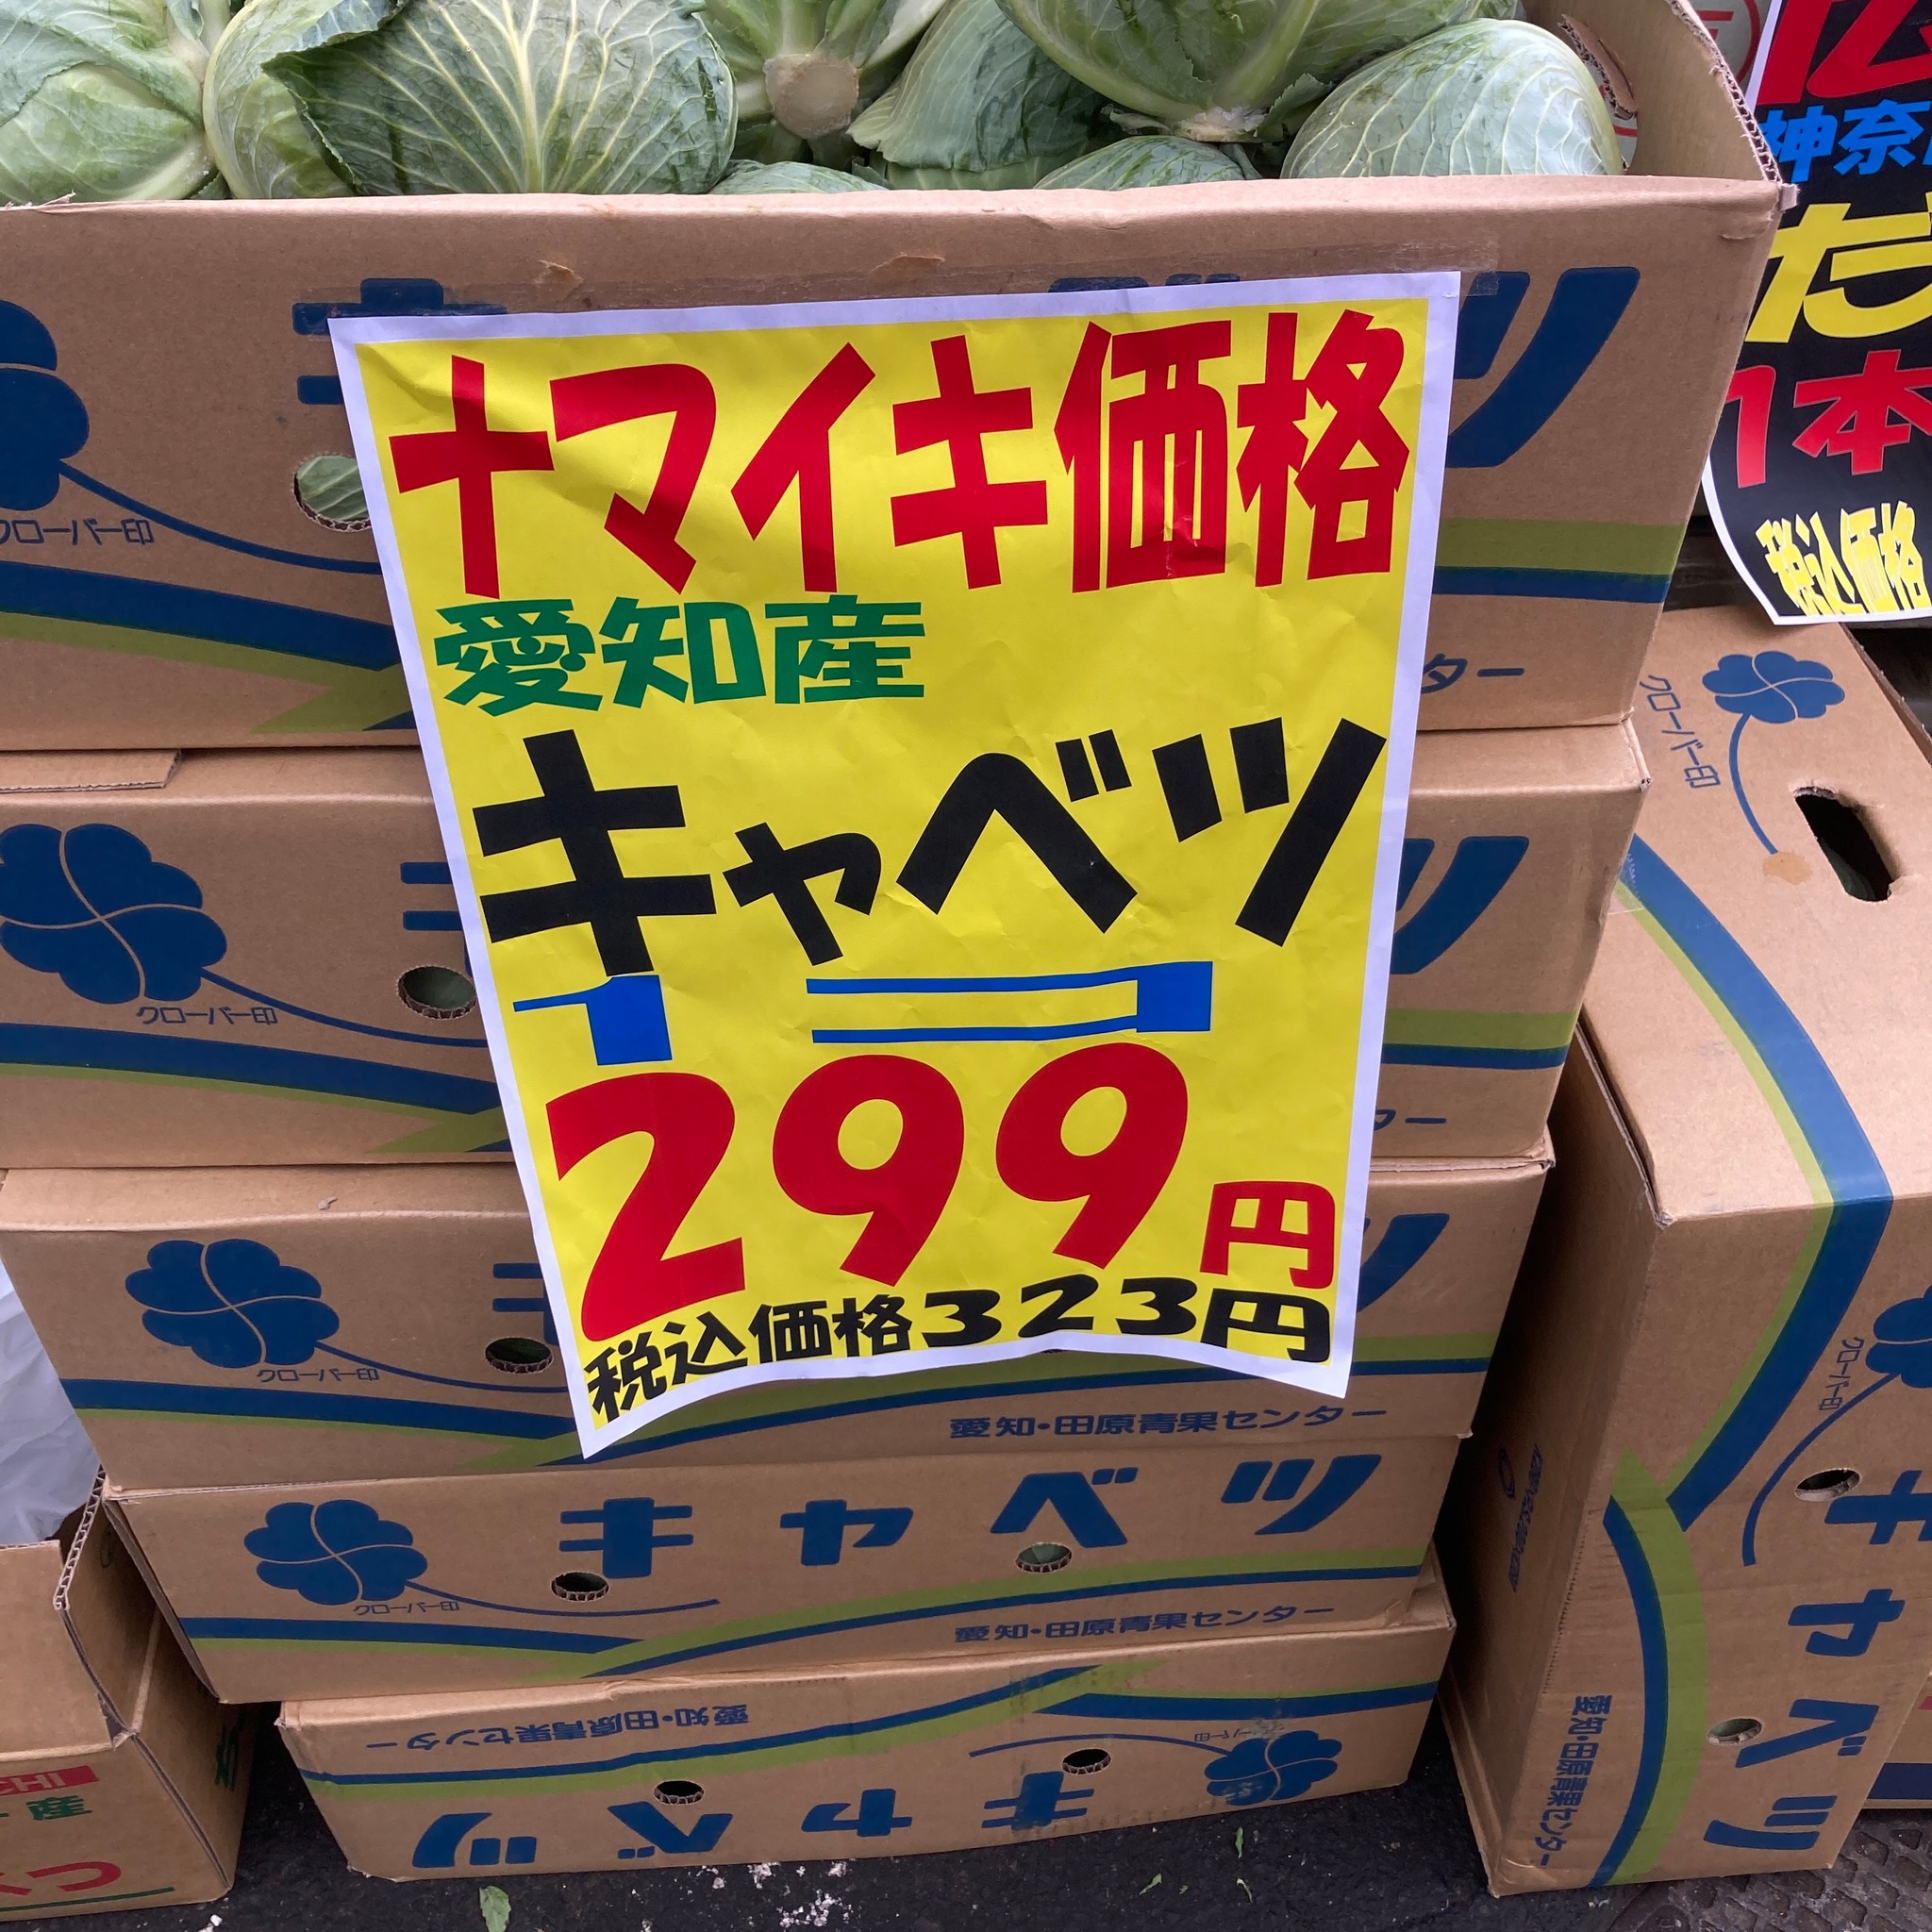 ナマイキ価格
愛知産
キャベツ
1コ
299円
税込価格323円
クローバー印
ター
クローバー印
クローバー印
愛知・田原青果センター
キャベツ
クローバー印
愛知・田原青果センター
愛知・田原青果センター
キャベツ
神奈
1本
税込価格
クローバー印
クローバー印
キャベツ
愛知・田原青果センター